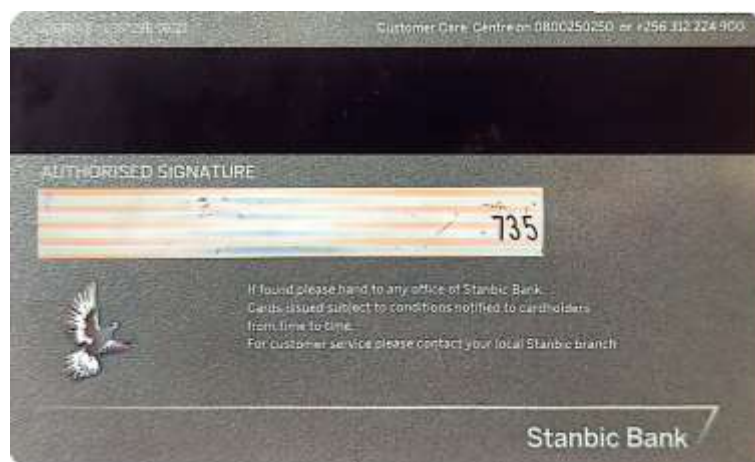 Customer Care Centre on 0800250250 or +256 312 224 900
AUTHORISED SIGNATURE
735
If found please hand to any office of Stanbic Bank.
Cards issued subject to conditions notified to cardholders
from time to time.
For customer service please contact your local Stanbic branch
Stanbic Bank